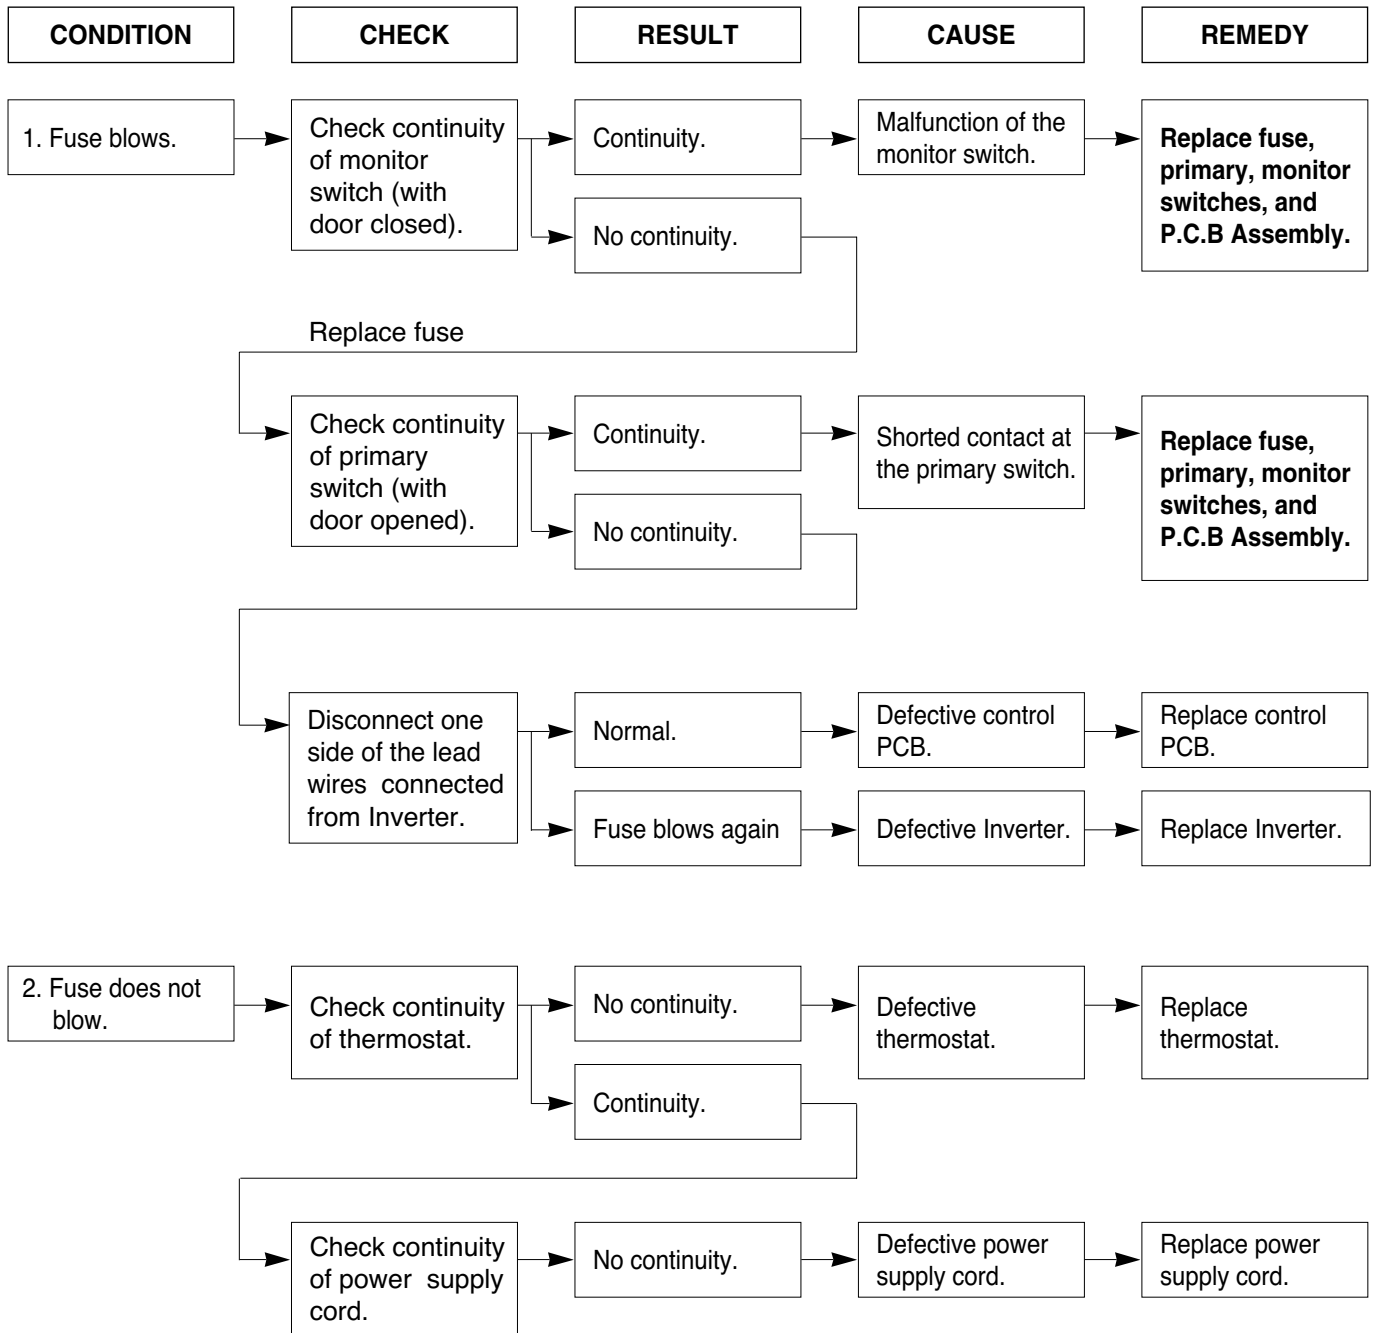 CONDITION
CHECK
RESULT
CAUSE
REMEDY
1. Fuse blows.
Check continuity
of monitor
switch (with
door closed).
Continuity.
Malfunction of the
monitor switch.
Replace fuse,
primary, monitor
switches, and
P.C.B Assembly.
No continuity.
Replace fuse
Check continuity
of primary
switch (with
door opened).
Continuity.
Shorted contact at
the primary switch.
Replace fuse,
primary, monitor
switches, and
P.C.B Assembly.
No continuity.
Disconnect one
side of the lead
wires connected
from Inverter.
Normal.
Defective control
PCB.
Replace control
PCB.
Fuse blows again
Defective Inverter.
Replace Inverter.
2. Fuse does not
blow.
Check continuity
of thermostat.
No continuity.
Defective
thermostat.
Replace
thermostat.
Continuity.
Check continuity
of power supply
cord.
No continuity.
Defective power
supply cord.
Replace power
supply cord.